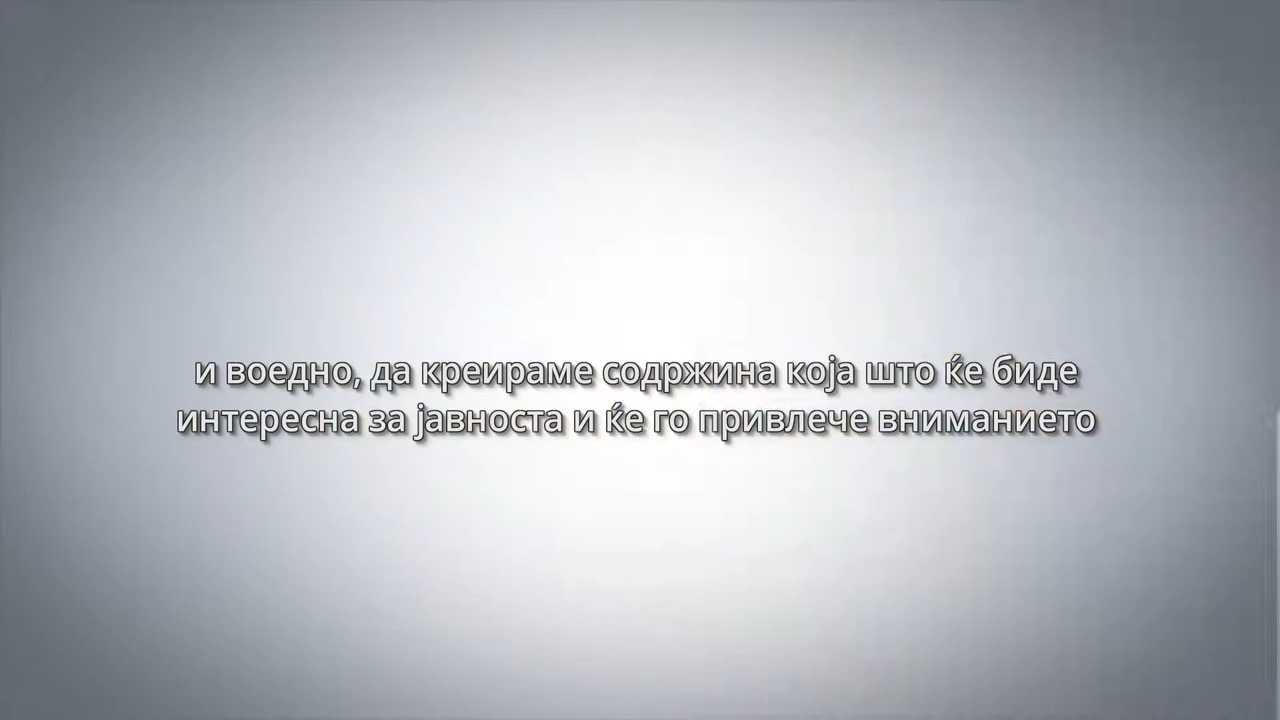 и воедно, да креираме содржина која што ќе биде
интересна за јавноста и ќе го привлече вниманието